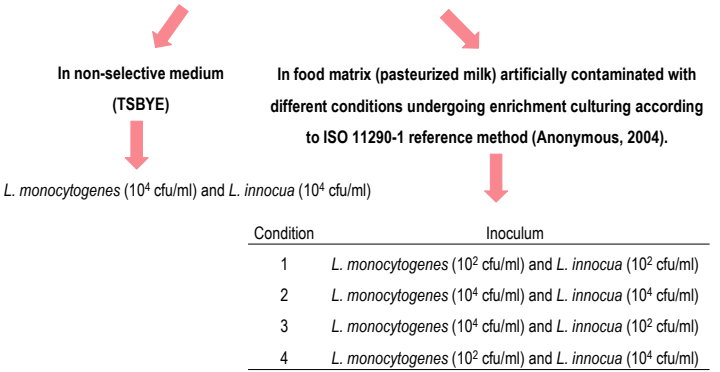 In non-selective medium
(TSBYE)
In food matrix (pasteurized milk) artificially contaminated with
different conditions undergoing enrichment culturing according
to ISO 11290-1 reference method (Anonymous, 2004).
L. monocytogenes (10⁴ cfu/ml) and L. innocua (10⁴ cfu/ml)
Condition Inoculum
1 L. monocytogenes (10² cfu/ml) and L. innocua (10² cfu/ml)
2 L. monocytogenes (10⁴ cfu/ml) and L. innocua (10⁴ cfu/ml)
3 L. monocytogenes (10⁴ cfu/ml) and L. innocua (10² cfu/ml)
4 L. monocytogenes (10² cfu/ml) and L. innocua (10⁴ cfu/ml)